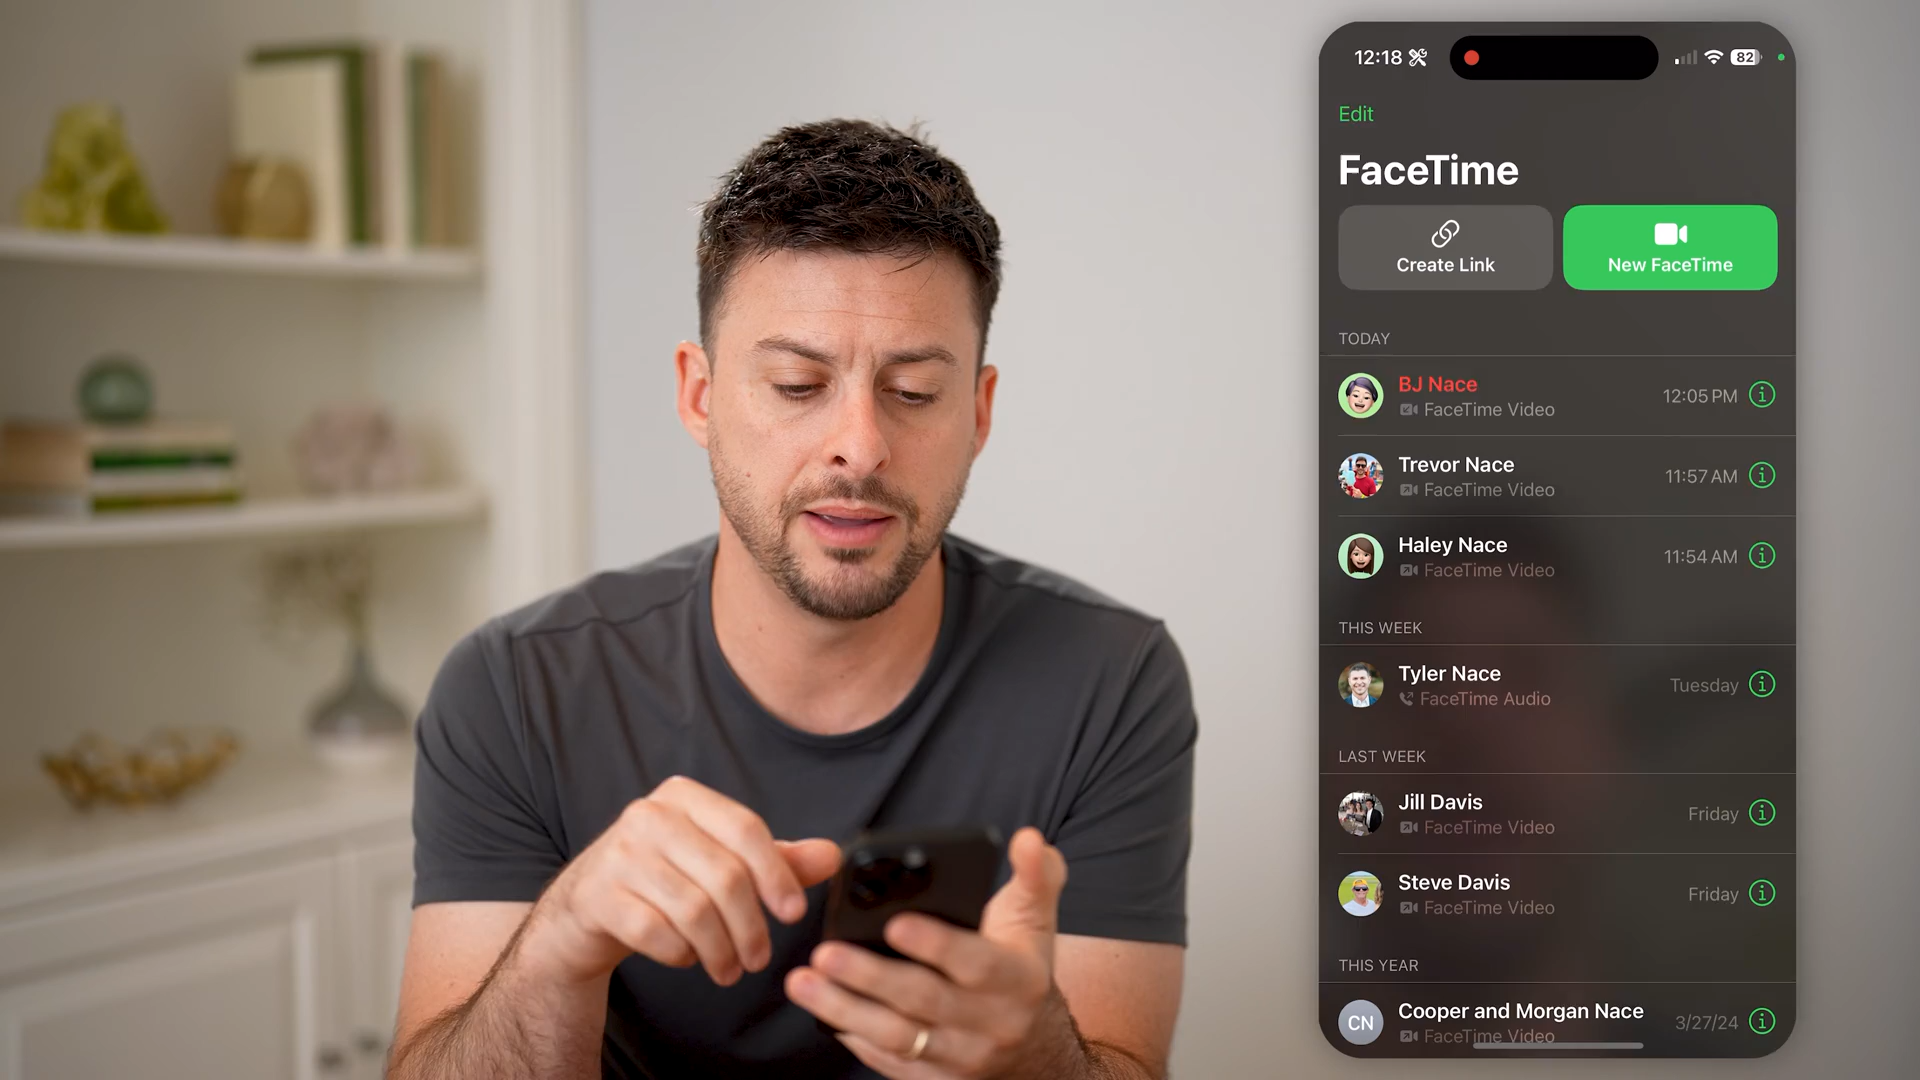 12:18
82
Edit
FaceTime
Create Link
New FaceTime
TODAY
BJ Nace
FaceTime Video
12:05 PM
Trevor Nace
FaceTime Video
11:57 AM
Haley Nace
FaceTime Video
11:54 AM
THIS WEEK
Tyler Nace
FaceTime Audio
Tuesday
LAST WEEK
Jill Davis
FaceTime Video
Friday
Steve Davis
FaceTime Video
Friday
THIS YEAR
CN
Cooper and Morgan Nace
FaceTime Video
3/27/24